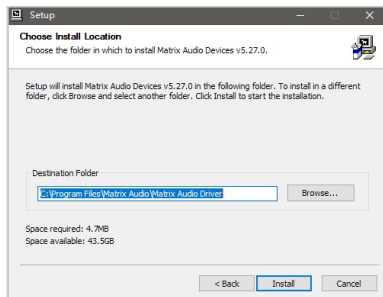 Setup
Choose Install Location
Choose the folder in which to install Matrix Audio Devices v5.27.0.
Setup will install Matrix Audio Devices v5.27.0 in the following folder. To install in a different
folder, click Browse and select another folder. Click Install to start the installation.
Destination Folder
C:\Program Files\Matrix Audio\Matrix Audio Driver
Browse...
Space required: 4.7MB
Space available: 43.5GB
< Back
Install
Cancel